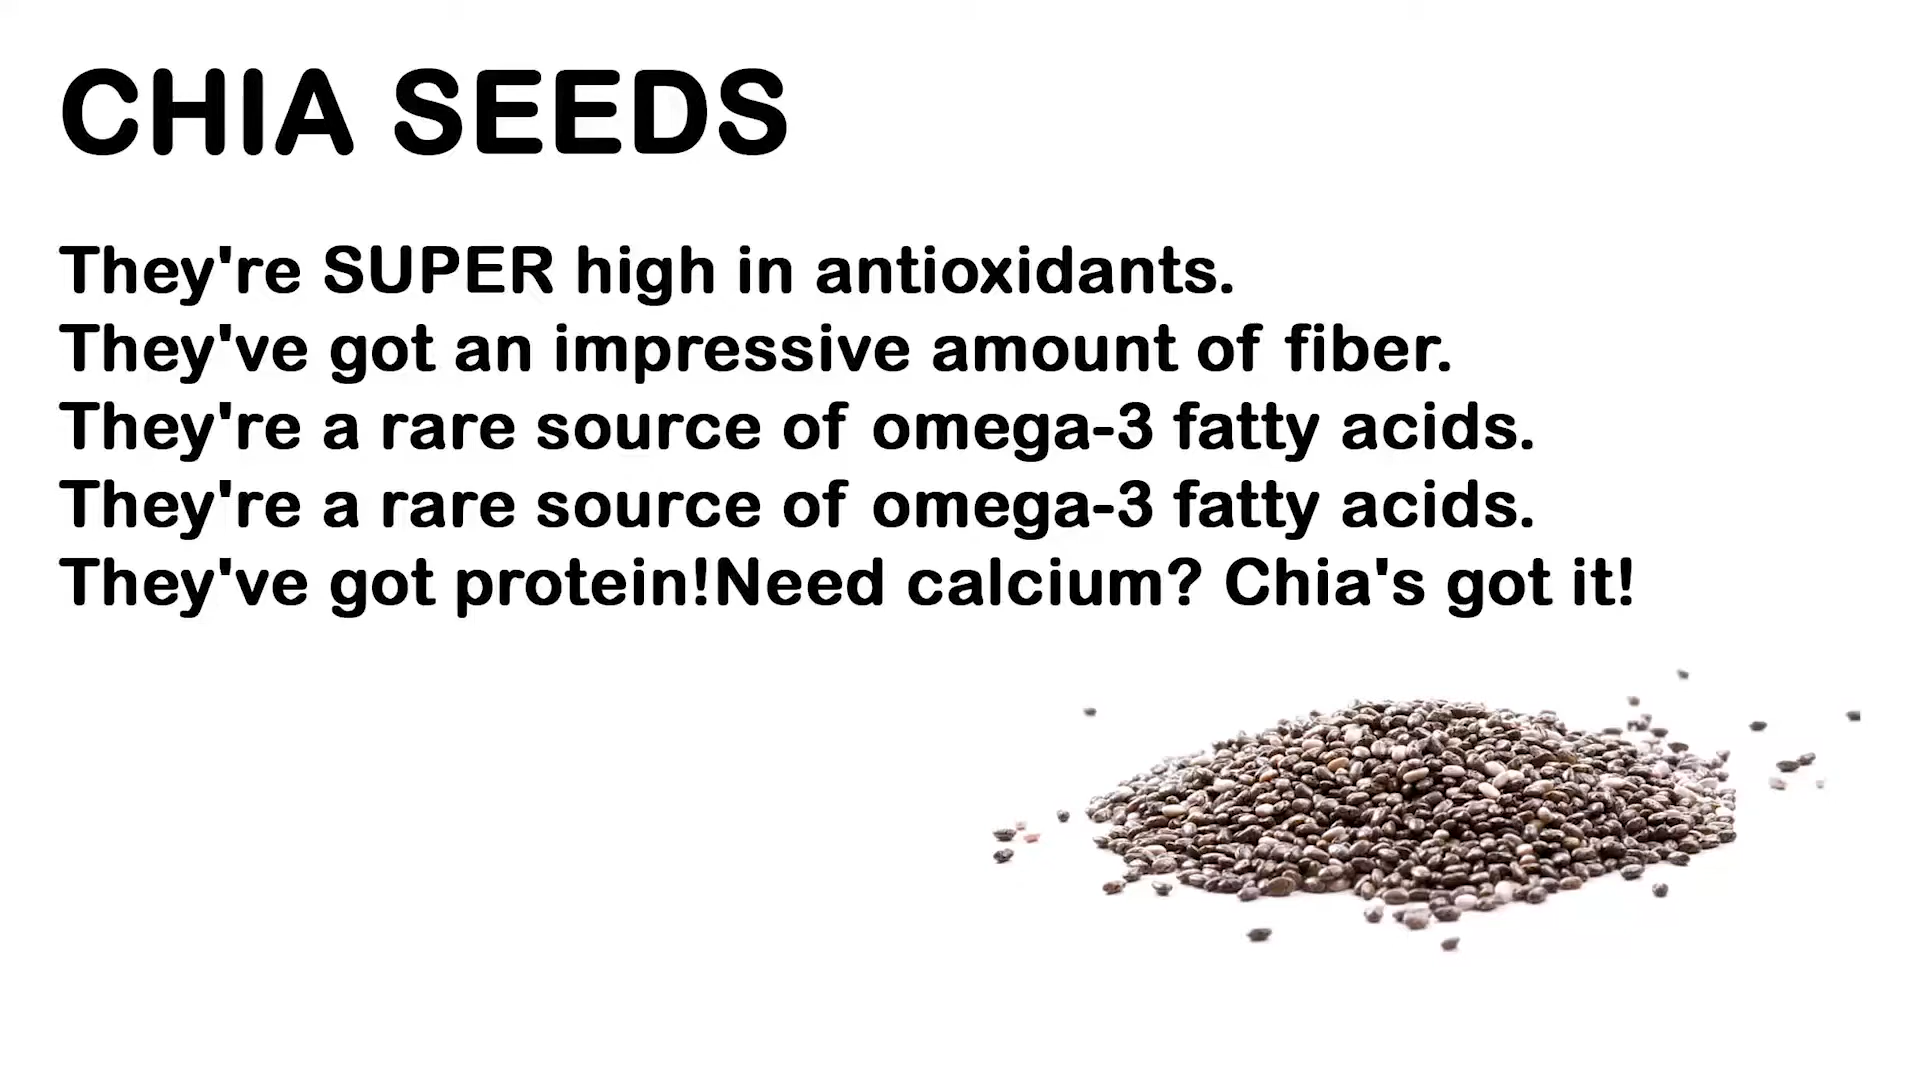 CHIA SEEDS
They're SUPER high in antioxidants.
They've got an impressive amount of fiber.
They're a rare source of omega-3 fatty acids.
They're a rare source of omega-3 fatty acids.
They've got protein!Need calcium? Chia's got it!